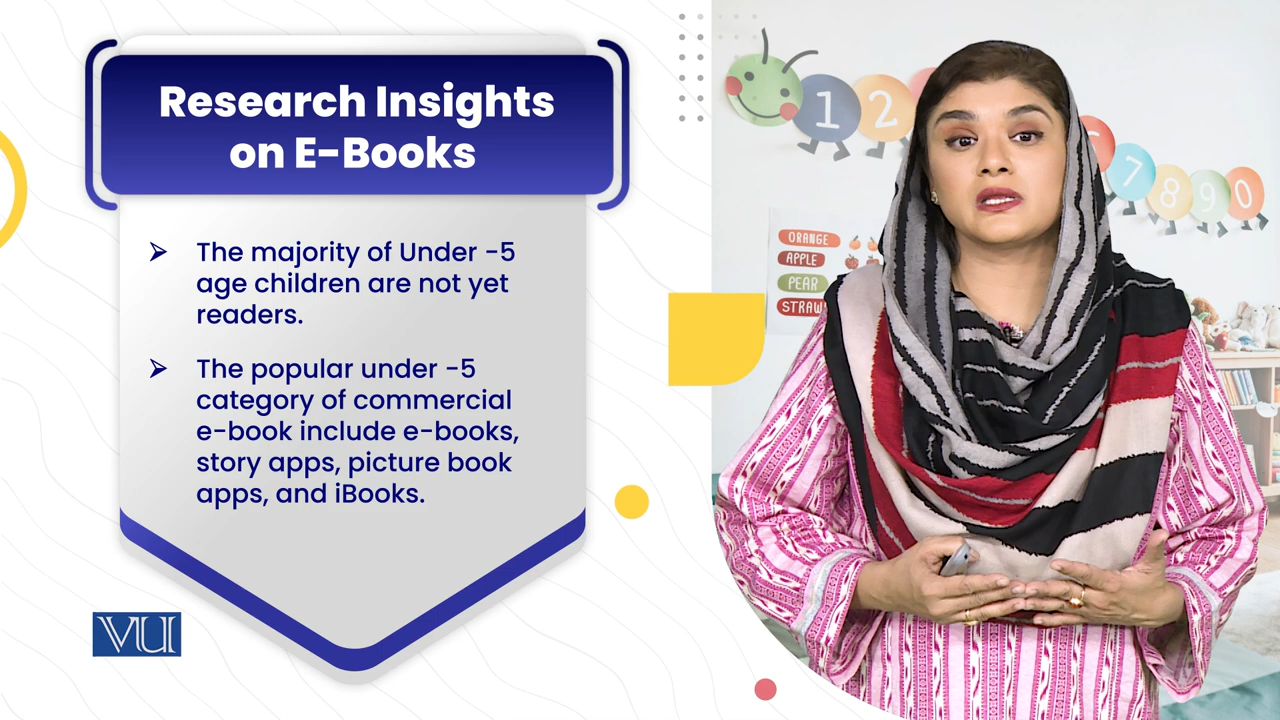 Research Insights
on E-Books
The majority of Under -5
age children are not yet
readers.
The popular under -5
category of commercial
e-book include e-books,
story apps, picture book
apps, and iBooks.
VU
1 2
6 7 8 9 0
ORANGE
APPLE
PEAR
STRAW